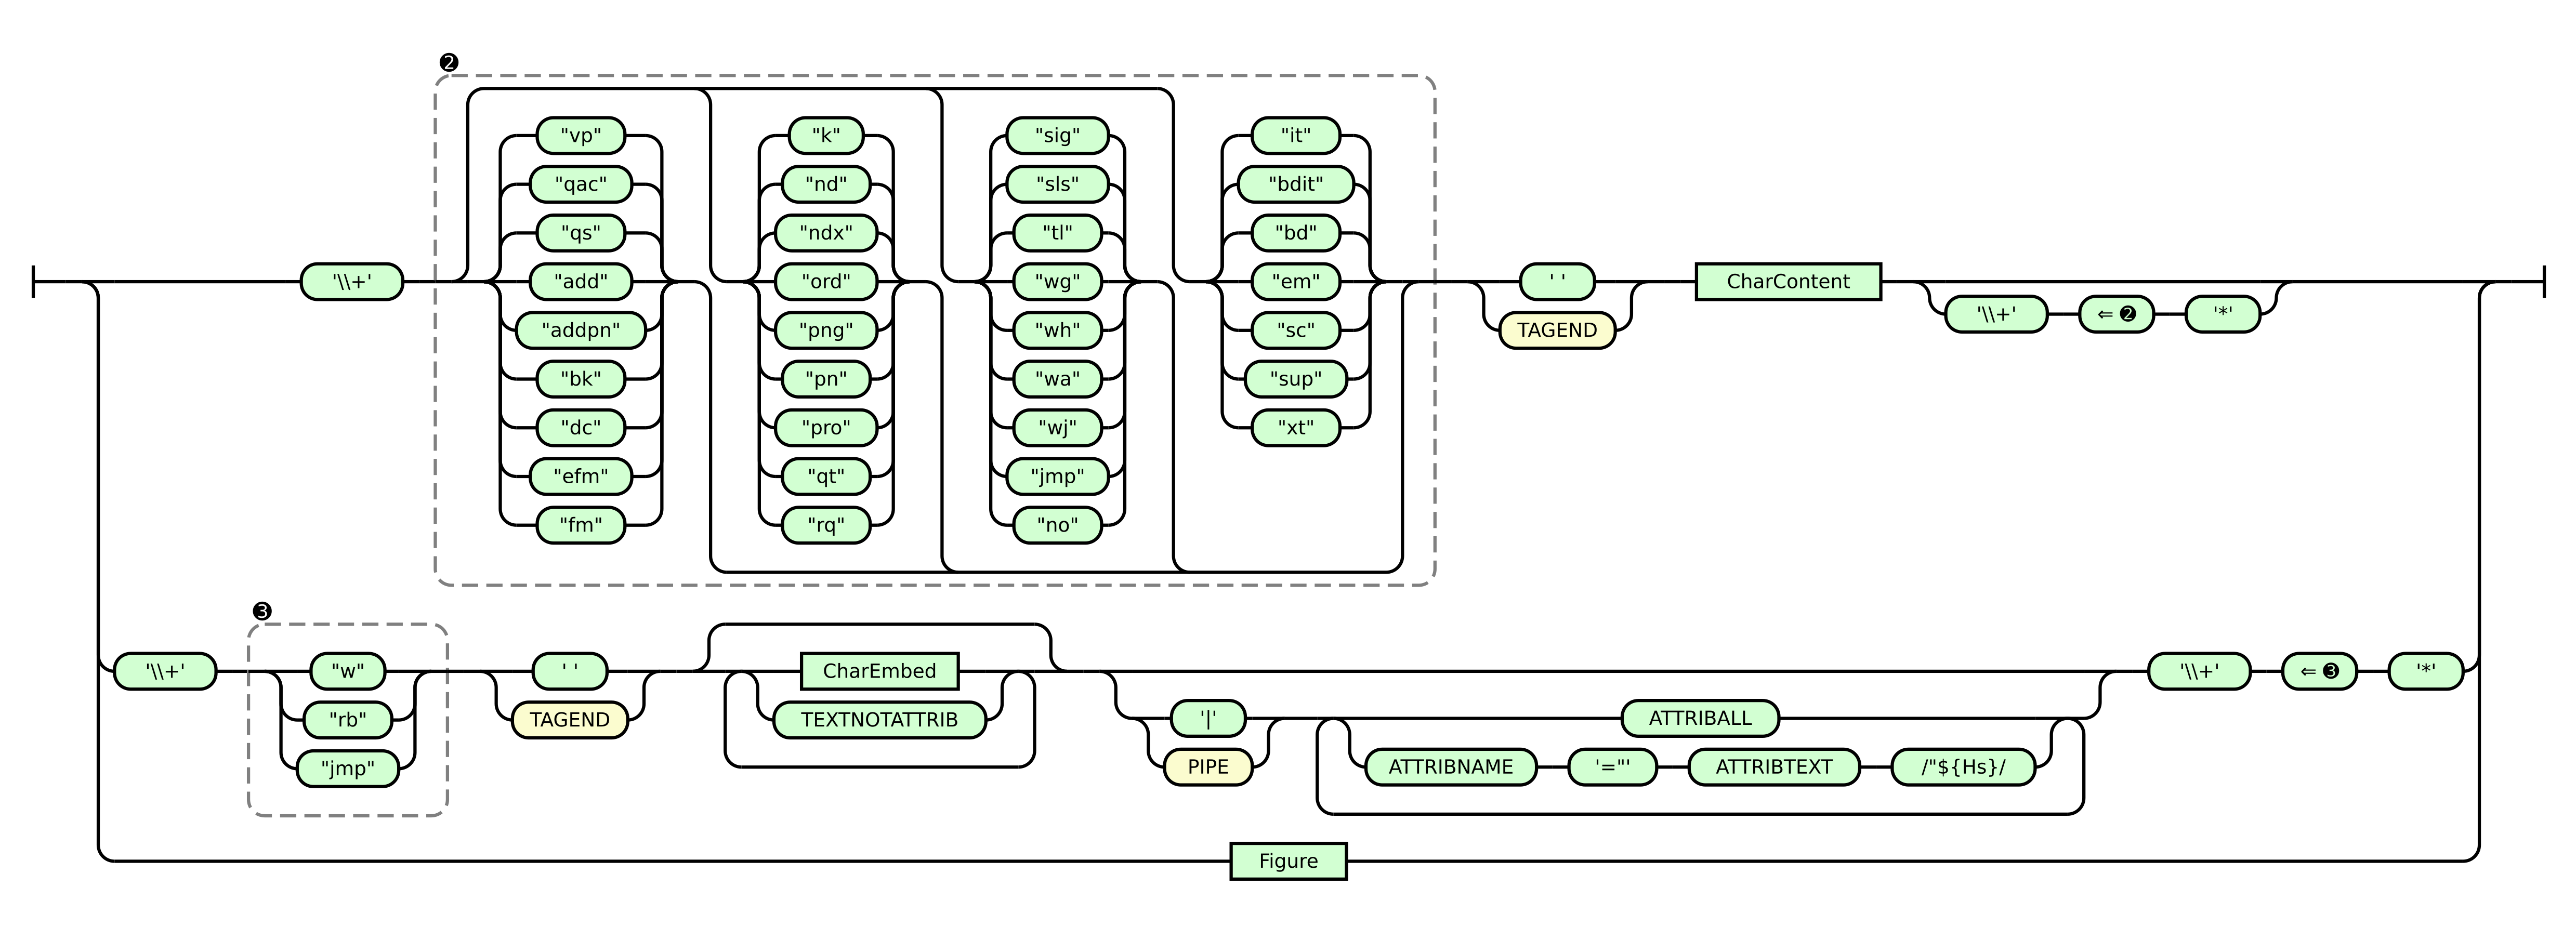 ❷
"vp" "k" "sig" "it"
"qac" "nd" "sls" "bdit"
"qs" "ndx" "tl" "bd"
'\\+' "add" "ord" "wg" "em" ' ' CharContent
"addpn" "png" "wh" "sc" TAGEND '\\+' ⇐ ❷ '*'
"bk" "pn" "wa" "sup"
"dc" "pro" "wj" "xt"
"efm" "qt" "jmp"
"fm" "rq" "no"
❸
'\\+' "w" ' ' CharEmbed '\\+' ⇐ ❸ '*'
"rb" TAGEND TEXTNOTATTRIB '|' ATTRIBALL
"jmp" PIPE ATTRIBNAME '="' ATTRIBTEXT /"${Hs}/
Figure